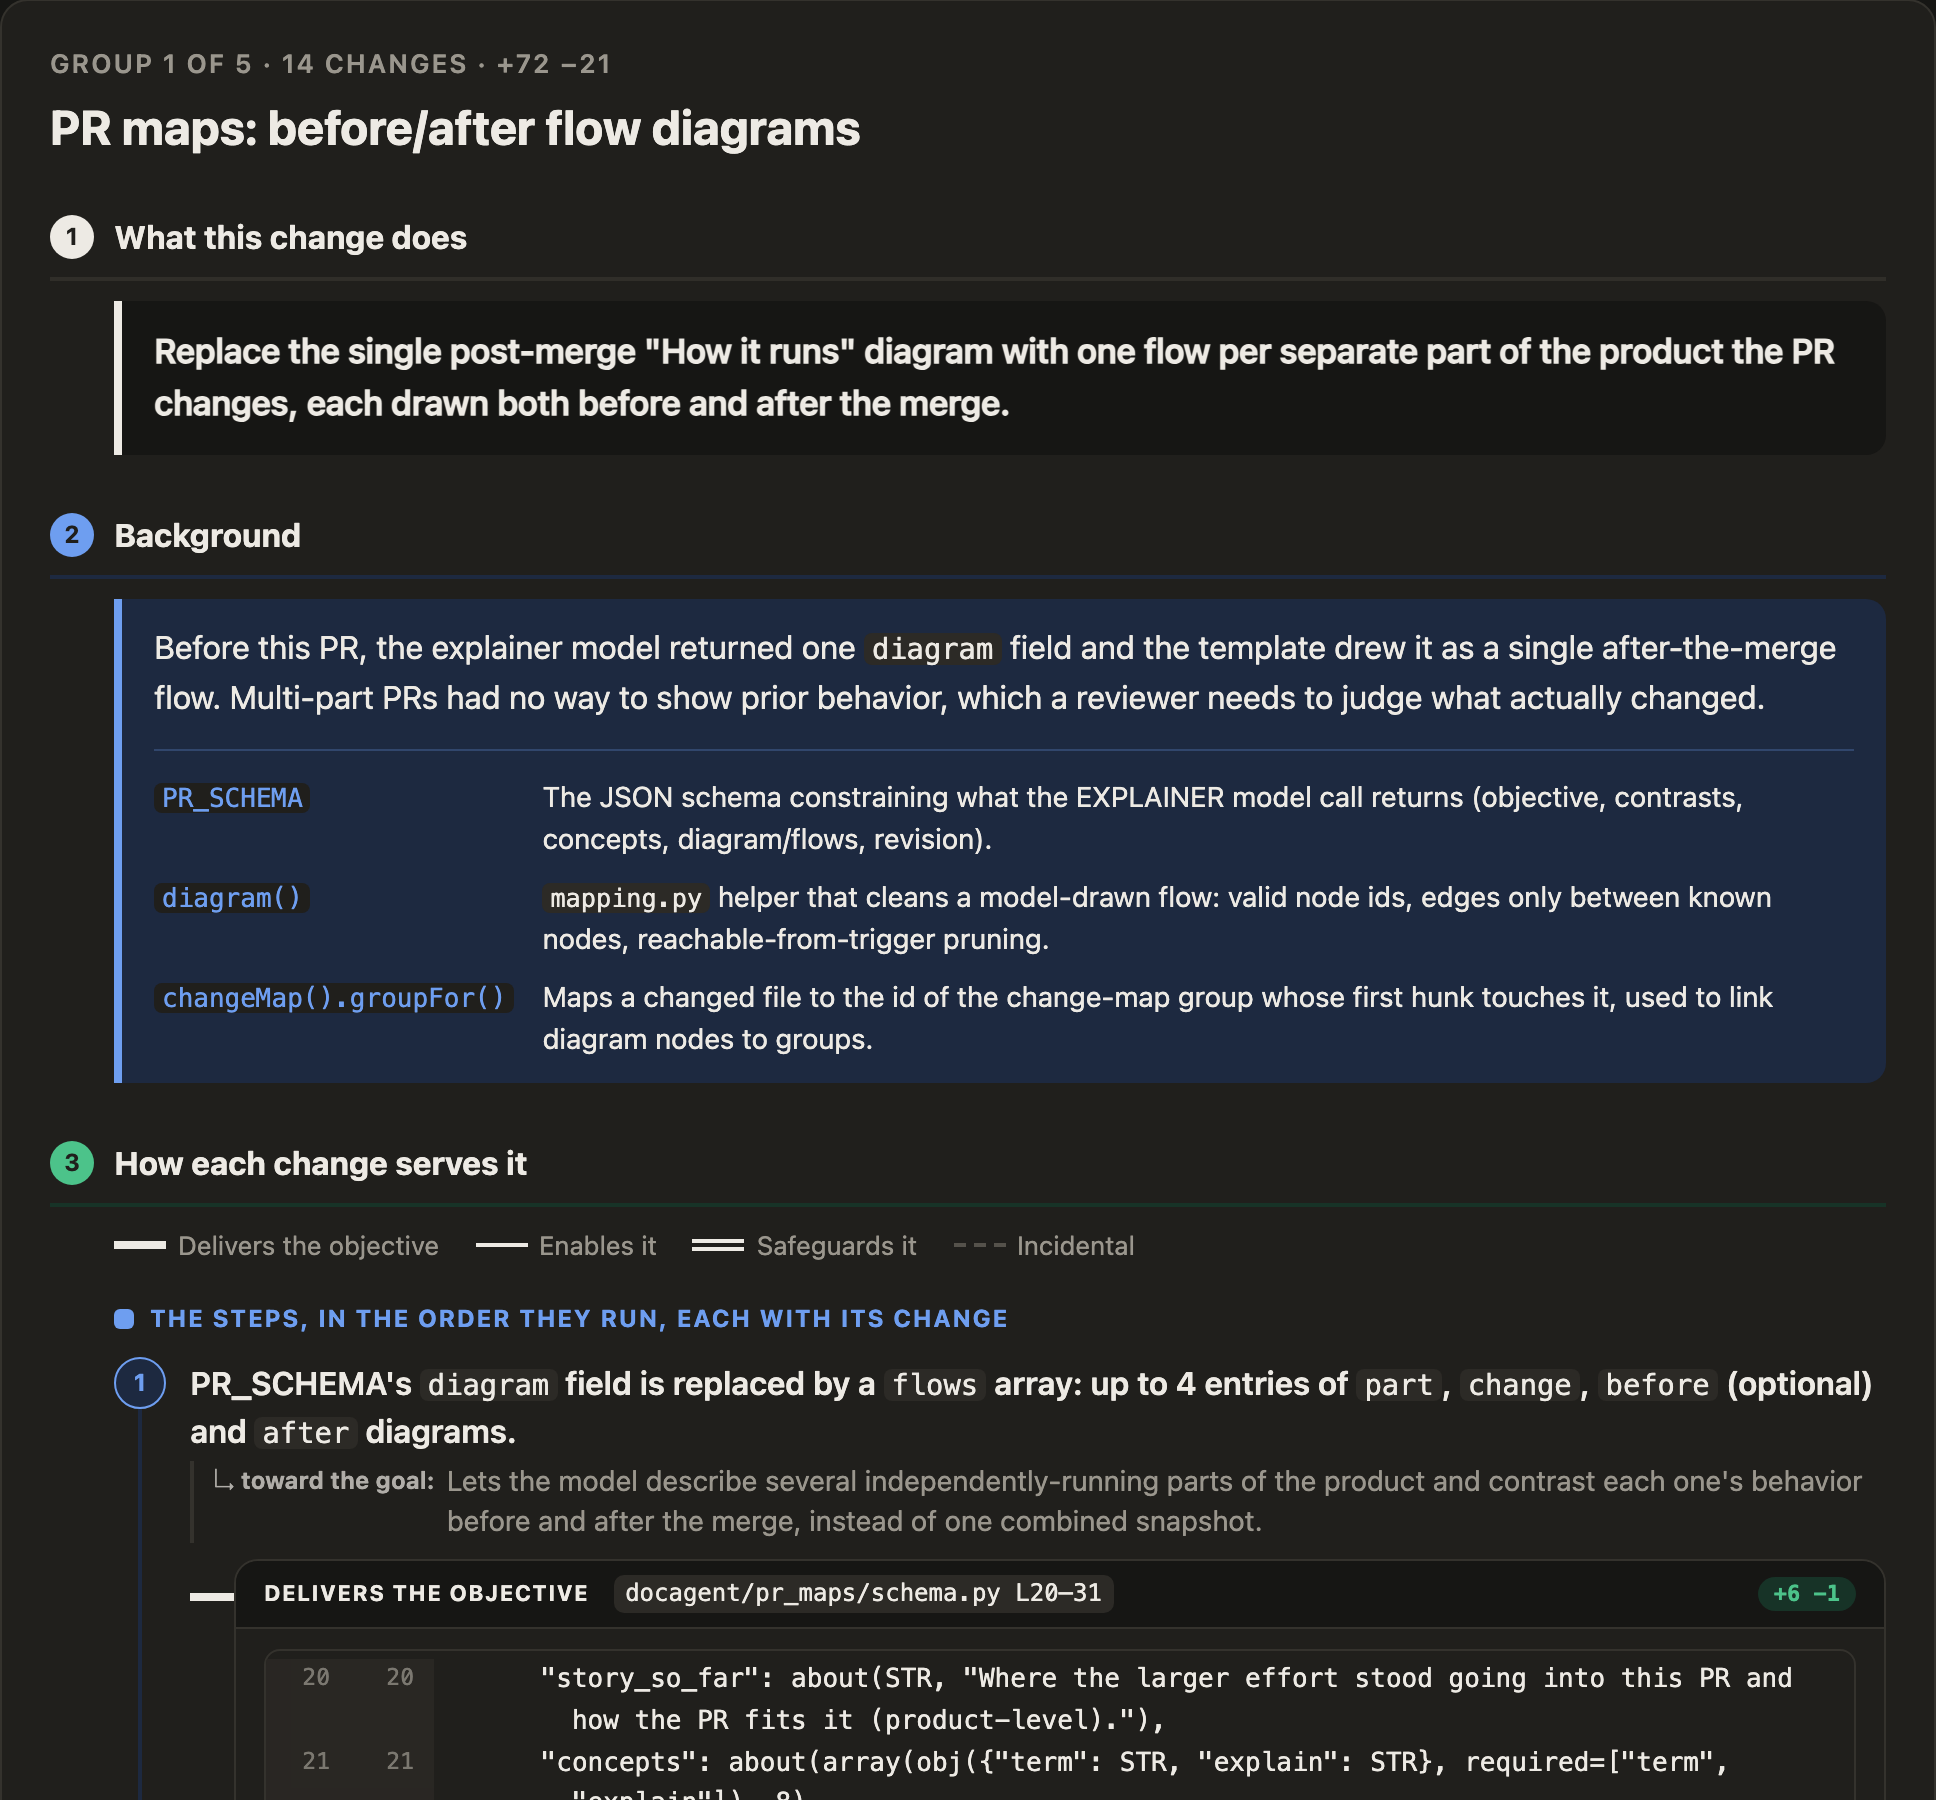 GROUP 1 OF 5 · 14 CHANGES · +72 −21
PR maps: before/after flow diagrams
1 What this change does
Replace the single post-merge "How it runs" diagram with one flow per separate part of the product the PR
changes, each drawn both before and after the merge.
2 Background
Before this PR, the explainer model returned one diagram field and the template drew it as a single after-the-merge
flow. Multi-part PRs had no way to show prior behavior, which a reviewer needs to judge what actually changed.
PR_SCHEMA The JSON schema constraining what the EXPLAINER model call returns (objective, contrasts,
concepts, diagram/flows, revision).
diagram() mapping.py helper that cleans a model-drawn flow: valid node ids, edges only between known
nodes, reachable-from-trigger pruning.
changeMap().groupFor() Maps a changed file to the id of the change-map group whose first hunk touches it, used to link
diagram nodes to groups.
3 How each change serves it
Delivers the objective Enables it Safeguards it Incidental
THE STEPS, IN THE ORDER THEY RUN, EACH WITH ITS CHANGE
1 PR_SCHEMA's diagram field is replaced by a flows array: up to 4 entries of part, change, before (optional)
and after diagrams.
toward the goal: Lets the model describe several independently-running parts of the product and contrast each one's behavior
before and after the merge, instead of one combined snapshot.
DELIVERS THE OBJECTIVE docagent/pr_maps/schema.py L20–31 +6 −1
20 20 "story_so_far": about(STR, "Where the larger effort stood going into this PR and
how the PR fits it (product-level)."),
21 21 "concepts": about(array(obj({"term": STR, "explain": STR}, required=["term",
"explain"]), 8)